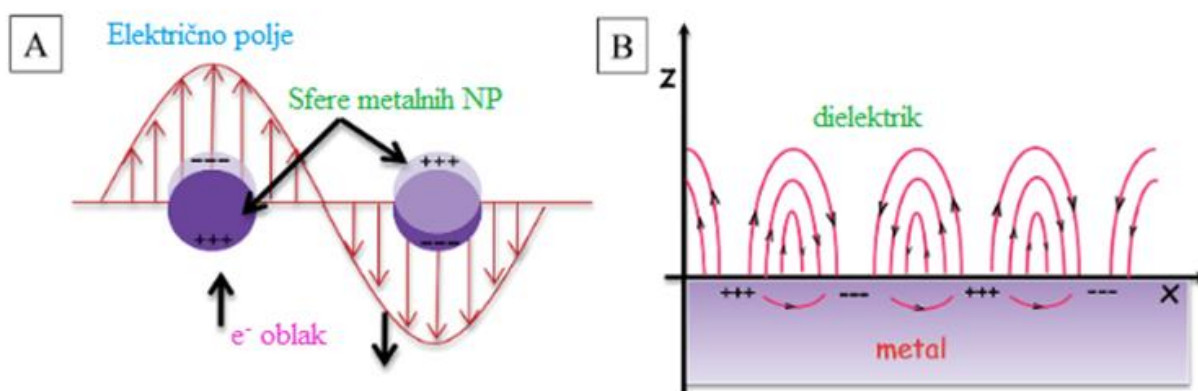 A
Električno polje
Sfere metalnih NP
---
+++
+++
---
e⁻ oblak
B
Z
dielektrik
+++ --- +++ --- X
metal